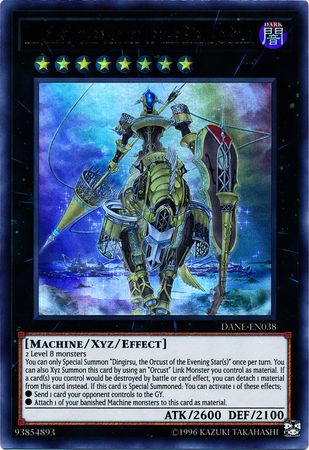 DARK
闇
DANE-EN038
[Machine/Xyz/Effect]
2 Level 8 monsters
You can only Special Summon "Dingirsu, the Orcust of the Evening Star(s)" once per turn. You
can also Xyz Summon this card by using an "Orcust" Link Monster you control as material. If
a card(s) you control would be destroyed by battle or card effect, you can detach 1 material
from this card instead. If this card is Special Summoned: You can activate 1 of these effects;
● Send 1 card your opponent controls to the GY.
● Attach 1 of your banished Machine monsters to this card as material.
ATK/2600 DEF/2100
93854893 ©1996 KAZUKI TAKAHASHI